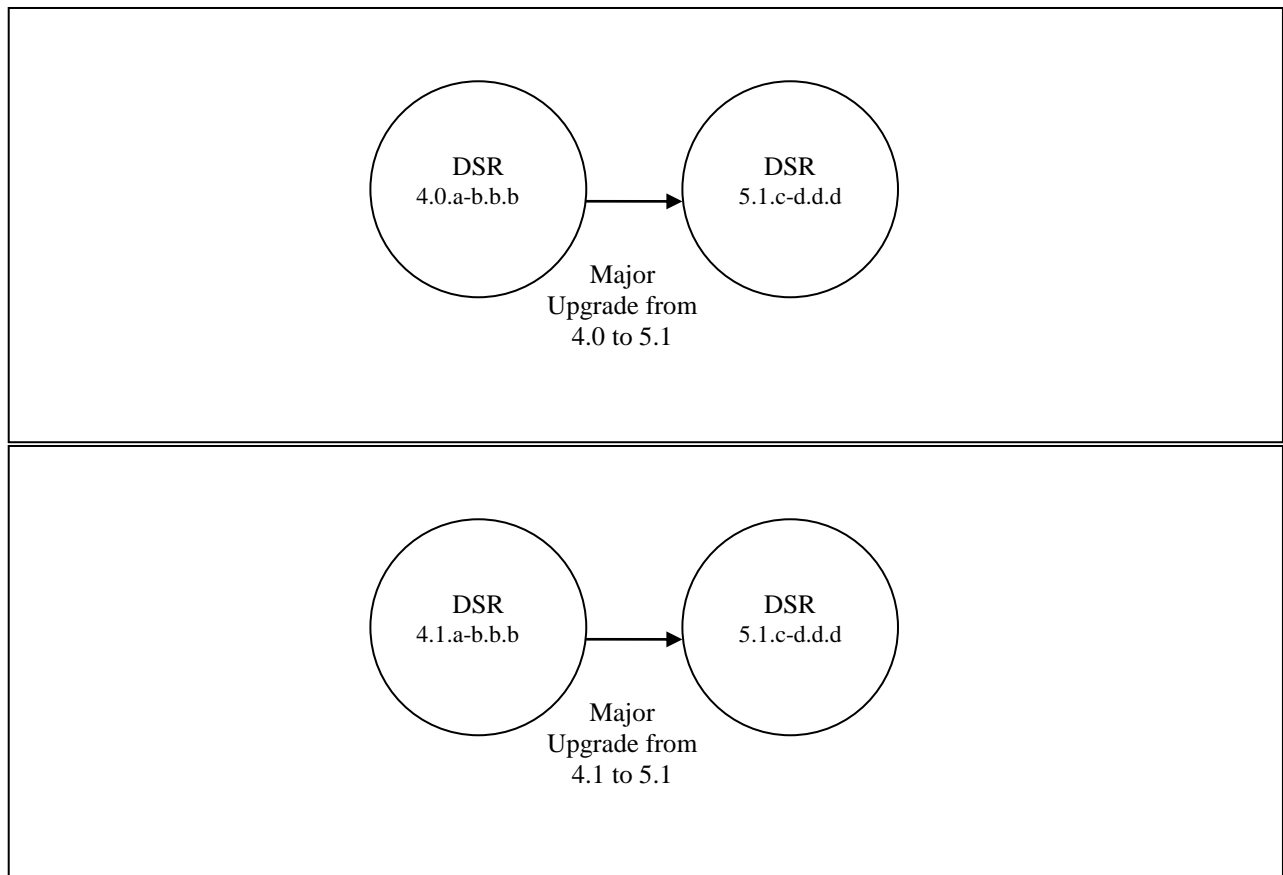 DSR
4.0.a-b.b.b
DSR
5.1.c-d.d.d
Major
Upgrade from
4.0 to 5.1
DSR
4.1.a-b.b.b
DSR
5.1.c-d.d.d
Major
Upgrade from
4.1 to 5.1